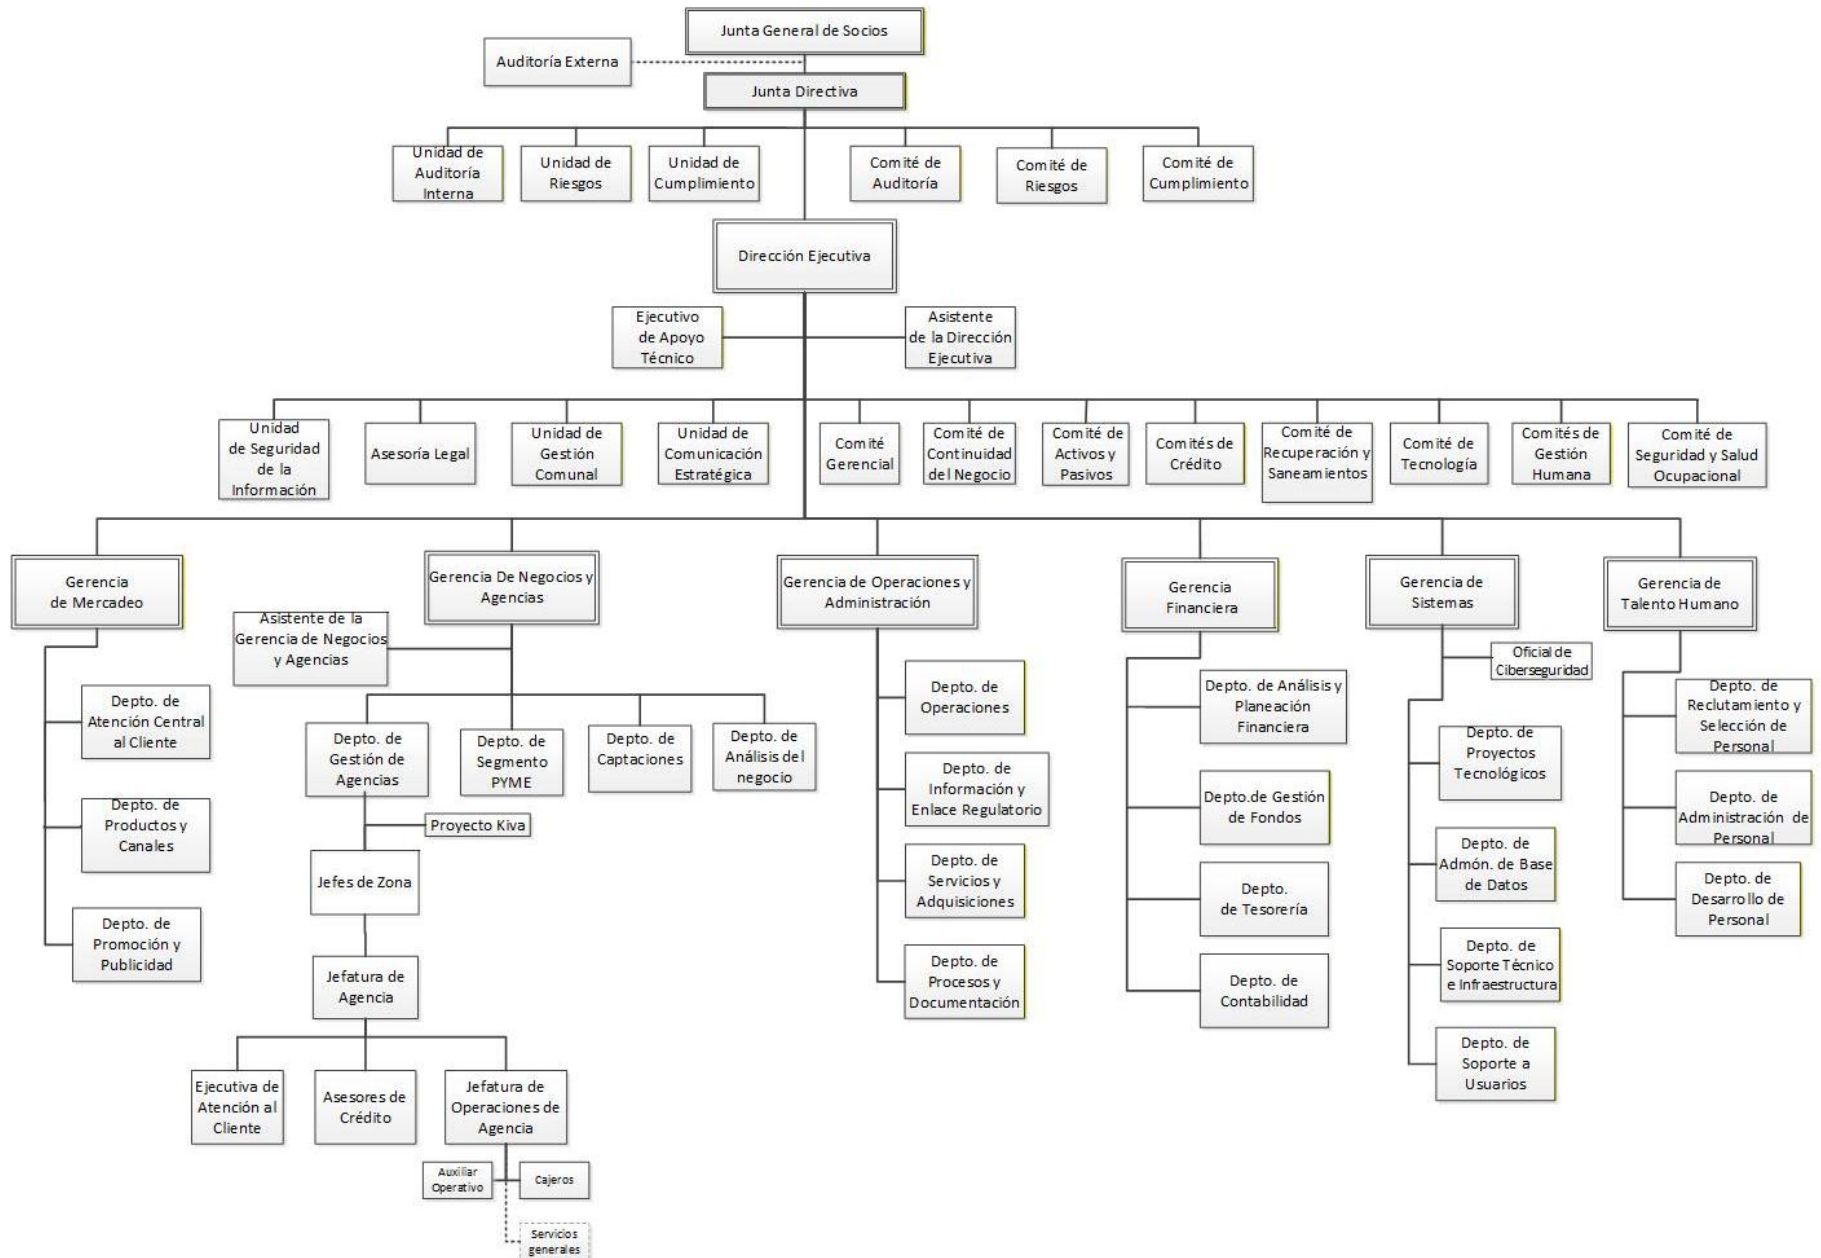 Junta General de Socios
Auditoría Externa
Junta Directiva
Unidad de
Auditoría
Interna
Unidad de
Riesgos
Unidad de
Cumplimiento
Comité de
Auditoría
Comité de
Riesgos
Comité de
Cumplimiento
Dirección Ejecutiva
Ejecutivo
de Apoyo
Técnico
Asistente
de la Dirección
Ejecutiva
Unidad
de Seguridad
de la
Información
Asesoría Legal
Unidad de
Gestión
Comunal
Unidad de
Comunicación
Estratégica
Comité
Gerencial
Comité de
Continuidad
del Negocio
Comité de
Activos y
Pasivos
Comités de
Crédito
Comité de
Recuperación y
Saneamientos
Comité de
Tecnología
Comités de
Gestión
Humana
Comité de
Seguridad y Salud
Ocupacional
Gerencia
de Mercadeo
Gerencia De Negocios y
Agencias
Gerencia de Operaciones y
Administración
Gerencia
Financiera
Gerencia de
Sistemas
Gerencia de
Talento Humano
Asistente de la
Gerencia de Negocios
y Agencias
Oficial de
Ciberseguridad
Depto. de
Atención Central
al Cliente
Depto. de
Productos y
Canales
Depto. de
Promoción y
Publicidad
Depto. de
Gestión de
Agencias
Depto. de
Segmento
PYME
Depto. de
Captaciones
Depto. de
Análisis del
negocio
Proyecto Kiva
Jefes de Zona
Jefatura de
Agencia
Ejecutiva de
Atención al
Cliente
Asesores de
Crédito
Jefatura de
Operaciones de
Agencia
Auxiliar
Operativo
Cajeros
Servicios
generales
Depto. de
Operaciones
Depto. de
Información y
Enlace Regulatorio
Depto. de
Servicios y
Adquisiciones
Depto. de
Procesos y
Documentación
Depto. de Análisis y
Planeación
Financiera
Depto.de Gestión
de Fondos
Depto.
de Tesorería
Depto. de
Contabilidad
Depto. de
Proyectos
Tecnológicos
Depto. de
Admón. de Base
de Datos
Depto. de
Soporte Técnico
e Infraestructura
Depto. de
Soporte a
Usuarios
Depto. de
Reclutamiento y
Selección de
Personal
Depto. de
Administración de
Personal
Depto. de
Desarrollo de
Personal